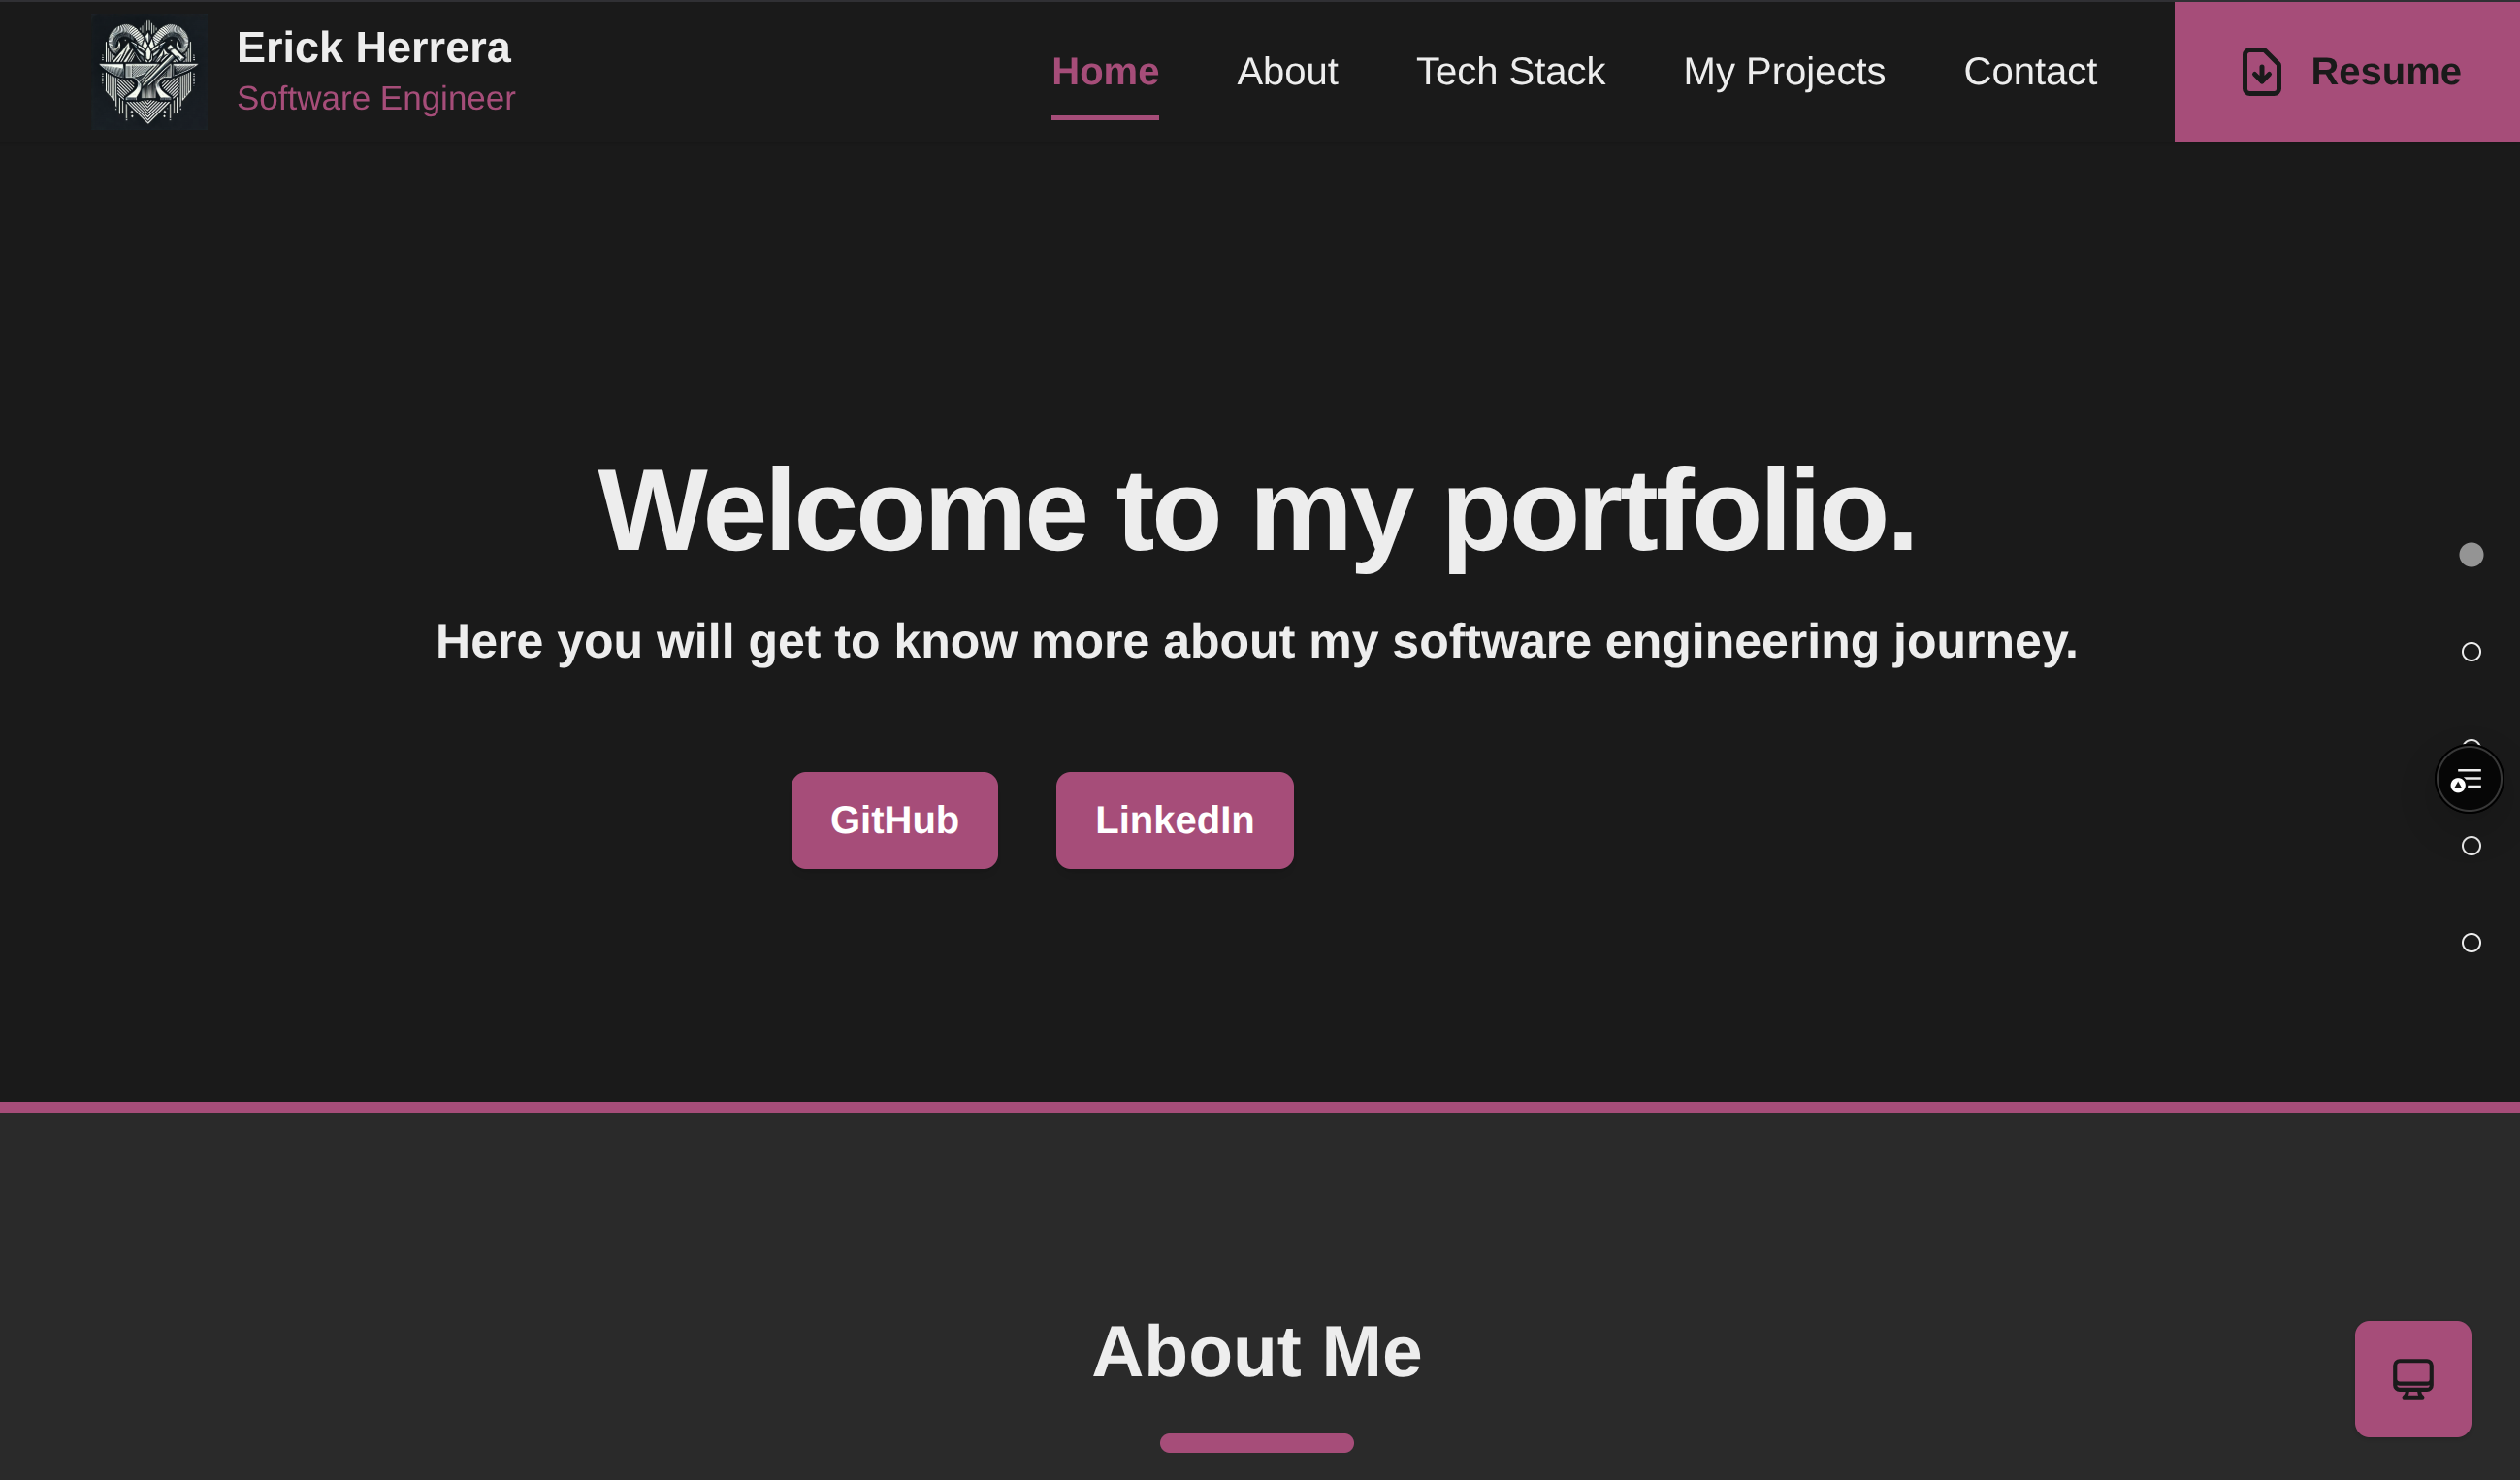 Erick Herrera
Software Engineer
Home
About
Tech Stack
My Projects
Contact
Resume
Welcome to my portfolio.
Here you will get to know more about my software engineering journey.
GitHub
LinkedIn
About Me